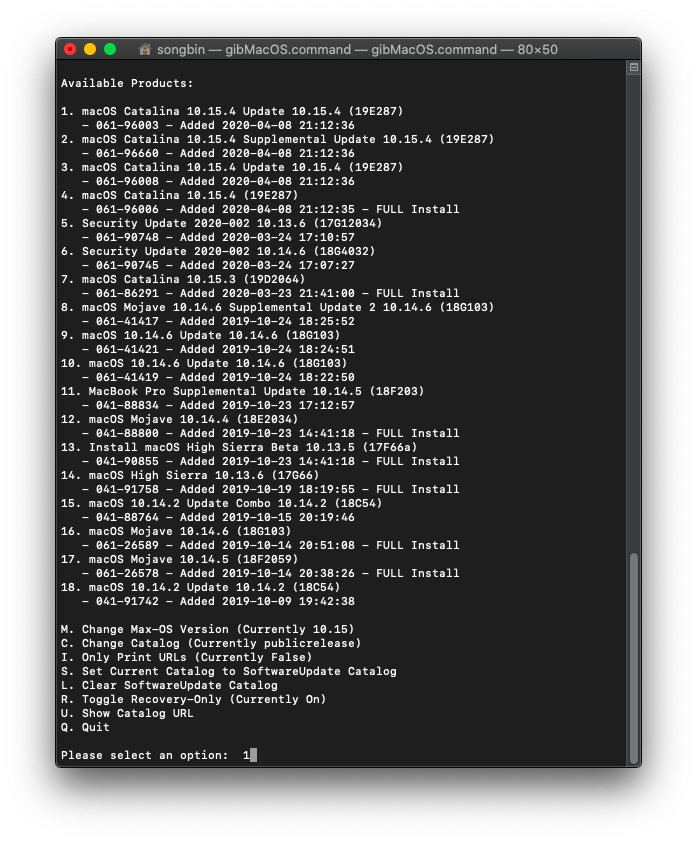 songbin — gibMacOS.command — gibMacOS.command — 80×50
Available Products:
1. macOS Catalina 10.15.4 Update 10.15.4 (19E287)
- 061-96003 - Added 2020-04-08 21:12:36
2. macOS Catalina 10.15.4 Supplemental Update 10.15.4 (19E287)
- 061-96660 - Added 2020-04-08 21:12:36
3. macOS Catalina 10.15.4 Update 10.15.4 (19E287)
- 061-96008 - Added 2020-04-08 21:12:36
4. macOS Catalina 10.15.4 (19E287)
- 061-96006 - Added 2020-04-08 21:12:35 - FULL Install
5. Security Update 2020-002 10.13.6 (17G12034)
- 061-90748 - Added 2020-03-24 17:10:57
6. Security Update 2020-002 10.14.6 (18G4032)
- 061-90745 - Added 2020-03-24 17:07:27
7. macOS Catalina 10.15.3 (19D2064)
- 061-86291 - Added 2020-03-23 21:41:00 - FULL Install
8. macOS Mojave 10.14.6 Supplemental Update 2 10.14.6 (18G103)
- 061-41417 - Added 2019-10-24 18:25:52
9. macOS 10.14.6 Update 10.14.6 (18G103)
- 061-41421 - Added 2019-10-24 18:24:51
10. macOS 10.14.6 Update 10.14.6 (18G103)
- 061-41419 - Added 2019-10-24 18:22:50
11. MacBook Pro Supplemental Update 10.14.5 (18F203)
- 041-88834 - Added 2019-10-23 17:12:57
12. macOS Mojave 10.14.4 (18E2034)
- 041-88800 - Added 2019-10-23 14:41:18 - FULL Install
13. Install macOS High Sierra Beta 10.13.5 (17F66a)
- 041-90855 - Added 2019-10-23 14:41:18 - FULL Install
14. macOS High Sierra 10.13.6 (17G66)
- 041-91758 - Added 2019-10-19 18:19:55 - FULL Install
15. macOS 10.14.2 Update Combo 10.14.2 (18C54)
- 041-88764 - Added 2019-10-15 20:19:46
16. macOS Mojave 10.14.6 (18G103)
- 061-26589 - Added 2019-10-14 20:51:08 - FULL Install
17. macOS Mojave 10.14.5 (18F2059)
- 061-26578 - Added 2019-10-14 20:38:26 - FULL Install
18. macOS 10.14.2 Update 10.14.2 (18C54)
- 041-91742 - Added 2019-10-09 19:42:38
M. Change Max-OS Version (Currently 10.15)
C. Change Catalog (Currently publicrelease)
I. Only Print URLs (Currently False)
S. Set Current Catalog to SoftwareUpdate Catalog
L. Clear SoftwareUpdate Catalog
R. Toggle Recovery-Only (Currently On)
U. Show Catalog URL
Q. Quit
Please select an option:  1